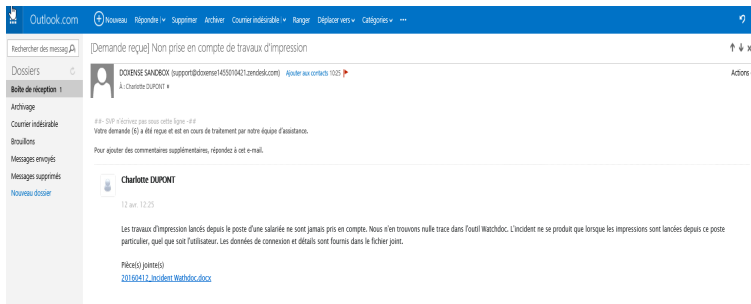 Outlook.com
Nouveau Répondre Supprimer Archiver Courrier indésirable Ranger Déplacer vers Catégories ...
Rechercher des messag
[Demande reçue] Non prise en compte de travaux d'impression
Dossiers
Boîte de réception 1
Archivage
Courrier indésirable
Brouillons
Messages envoyés
Messages supprimés
Nouveau dossier
DOXENSE SANDBOX (support@doxense1455010421.zendesk.com) Ajouter aux contacts 10:25
À : Charlotte DUPONT
Actions
##- SVP n'écrivez pas sous cette ligne -##
Votre demande (6) a été reçue et est en cours de traitement par notre équipe d'assistance.
Pour ajouter des commentaires supplémentaires, répondez à cet e-mail.
Charlotte DUPONT
12 avr. 12:25
Les travaux d'impression lancés depuis le poste d'une salariée ne sont jamais pris en compte. Nous n'en trouvons nulle trace dans l'outil Watchdoc. L'incident ne se produit que lorsque les impressions sont lancées depuis ce poste
particulier, quel que soit l'utilisateur. Les données de connexion et détails sont fournis dans le fichier joint.
Pièce(s) jointe(s)
20160412_Incident Wathdoc.docx